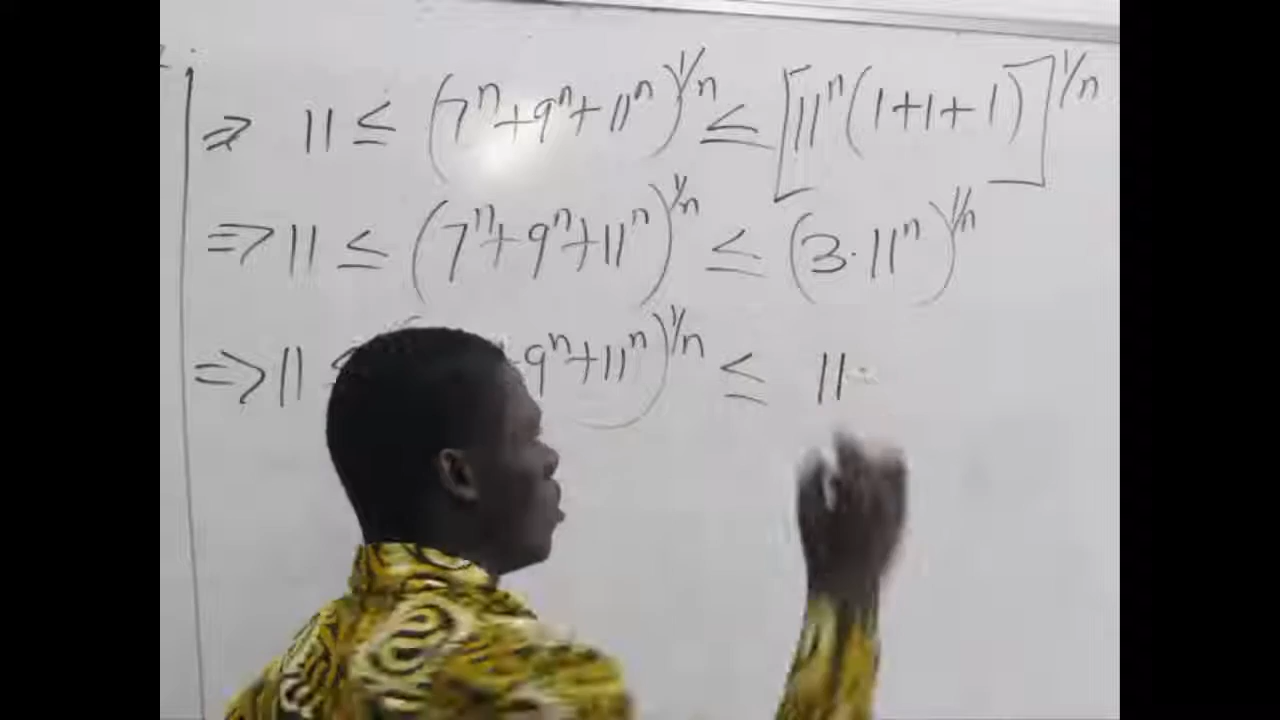 ⇒ 11 ≤ (7ⁿ+9ⁿ+11ⁿ)^1/n ≤ [11ⁿ(1+1+1)]^1/n
⇒ 11 ≤ (7ⁿ+9ⁿ+11ⁿ)^1/n ≤ (3·11ⁿ)^1/n
⇒ 11 ≤ + 9ⁿ+11ⁿ)^1/n ≤ 11·